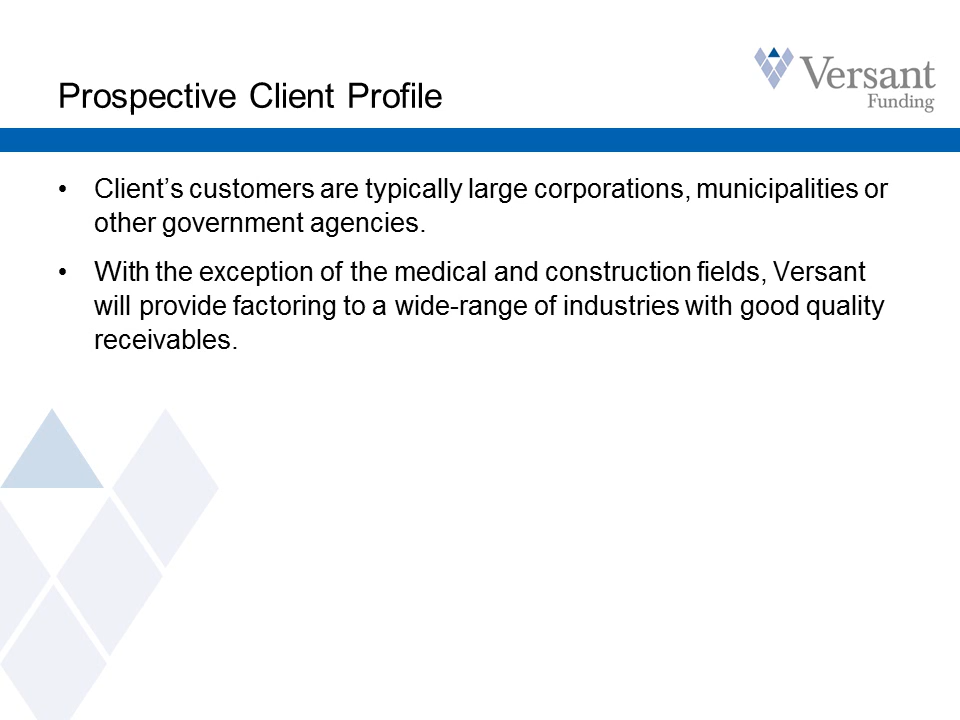 Prospective Client Profile
Versant
Funding
• Client’s customers are typically large corporations, municipalities or
other government agencies.
• With the exception of the medical and construction fields, Versant
will provide factoring to a wide-range of industries with good quality
receivables.